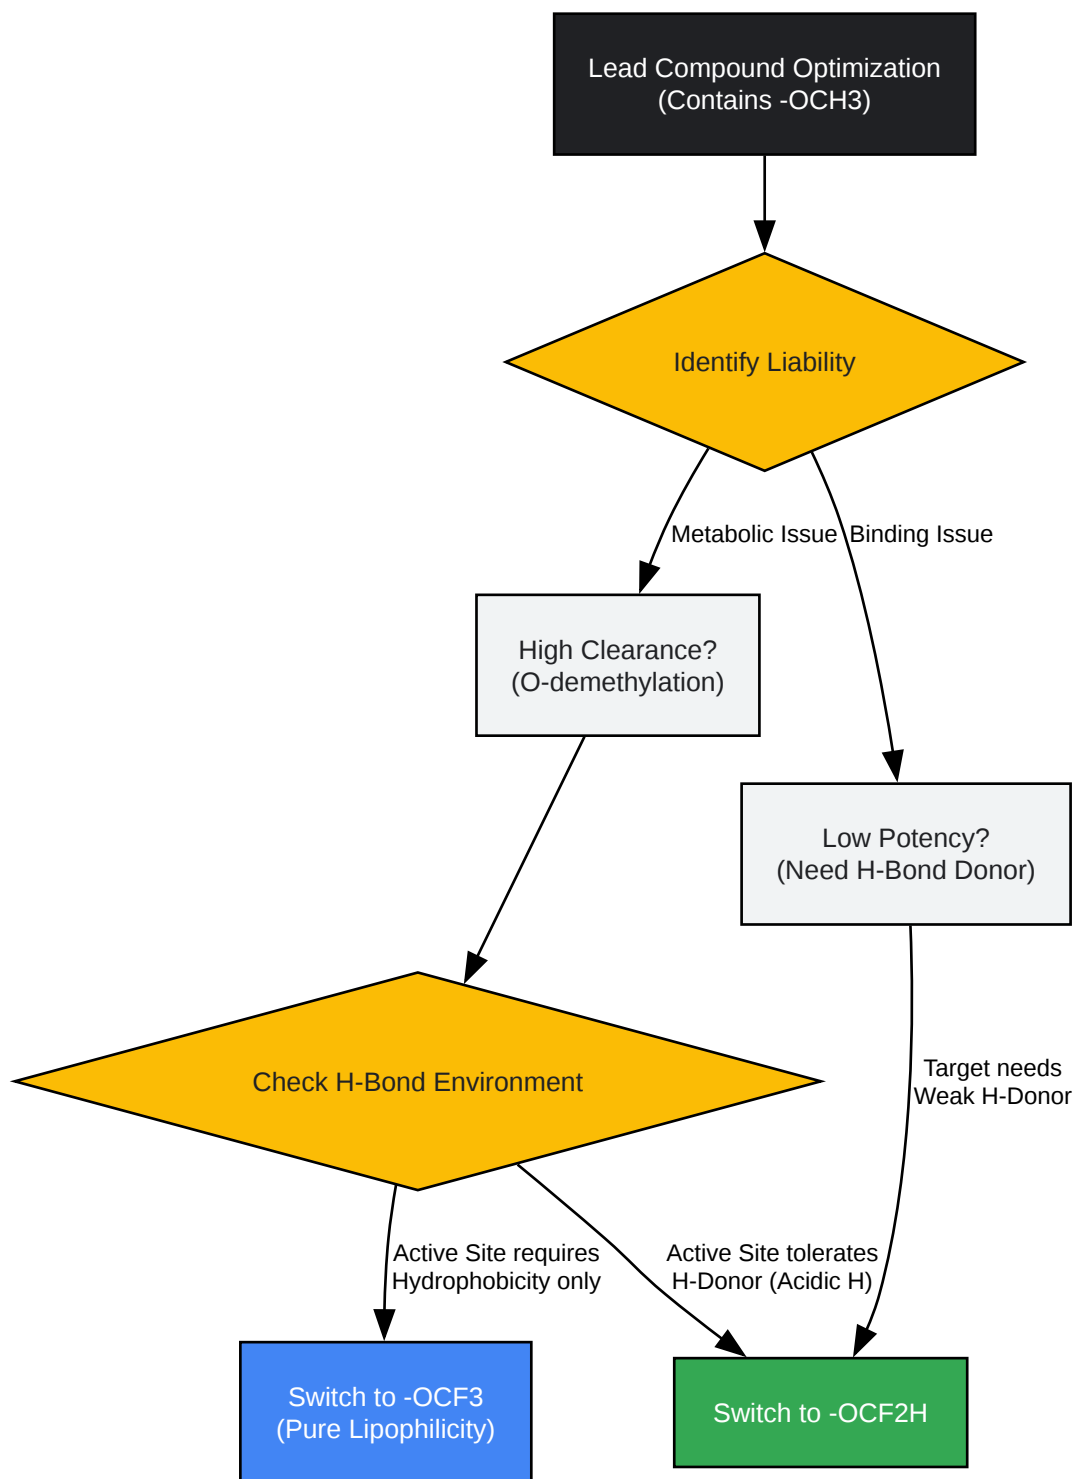 Lead Compound Optimization
(Contains -OCH3)
Identify Liability
Metabolic Issue
Binding Issue
High Clearance?
(O-demethylation)
Low Potency?
(Need H-Bond Donor)
Check H-Bond Environment
Target needs
Weak H-Donor
Active Site requires
Hydrophobicity only
Active Site tolerates
H-Donor (Acidic H)
Switch to -OCF3
(Pure Lipophilicity)
Switch to -OCF2H